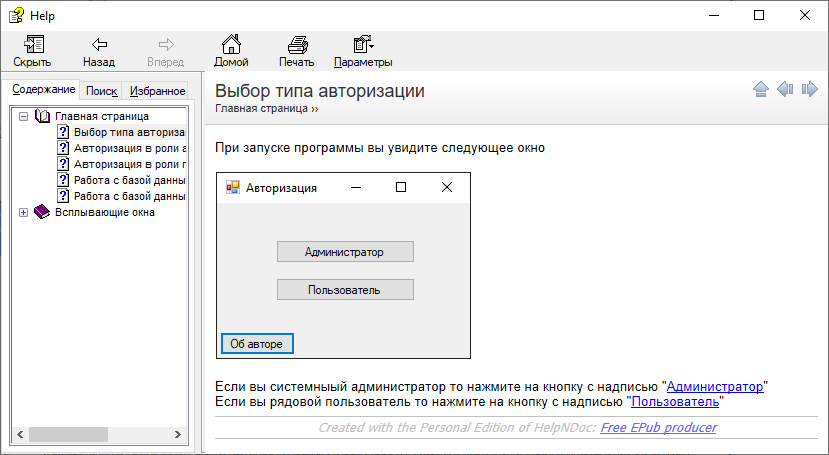 Help
Скрыть Назад Вперед Домой Печать Параметры
Содержание Поиск Избранное
Главная страница
Выбор типа авториза
Авторизация в роли а
Авторизация в роли п
Работа с базой данны
Работа с базой данны
Всплывающие окна
Выбор типа авторизации
Главная страница ››
При запуске программы вы увидите следующее окно
Авторизация
Администратор
Пользователь
Об авторе
Если вы системныый администратор то нажмите на кнопку с надписью "Администратор"
Если вы рядовой пользователь то нажмите на кнопку с надписью "Пользователь"
Created with the Personal Edition of HelpNDoc: Free EPub producer